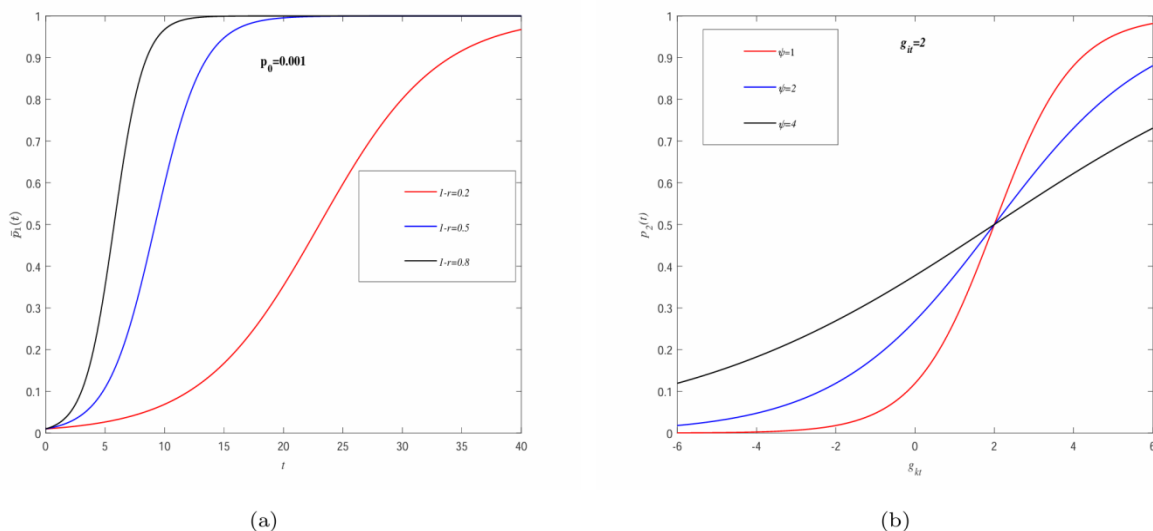 1
0.9
0.8
0.7
0.6
0.5
0.4
0.3
0.2
0.1
0
p̄₁(t)
p₀=0.001
1-r=0.2
1-r=0.5
1-r=0.8
0 5 10 15 20 25 30 35 40
t
(a)
1
0.9
0.8
0.7
0.6
0.5
0.4
0.3
0.2
0.1
0
p₂(t)
ψ=1
ψ=2
ψ=4
g_it=2
-6 -4 -2 0 2 4 6
g_kt
(b)